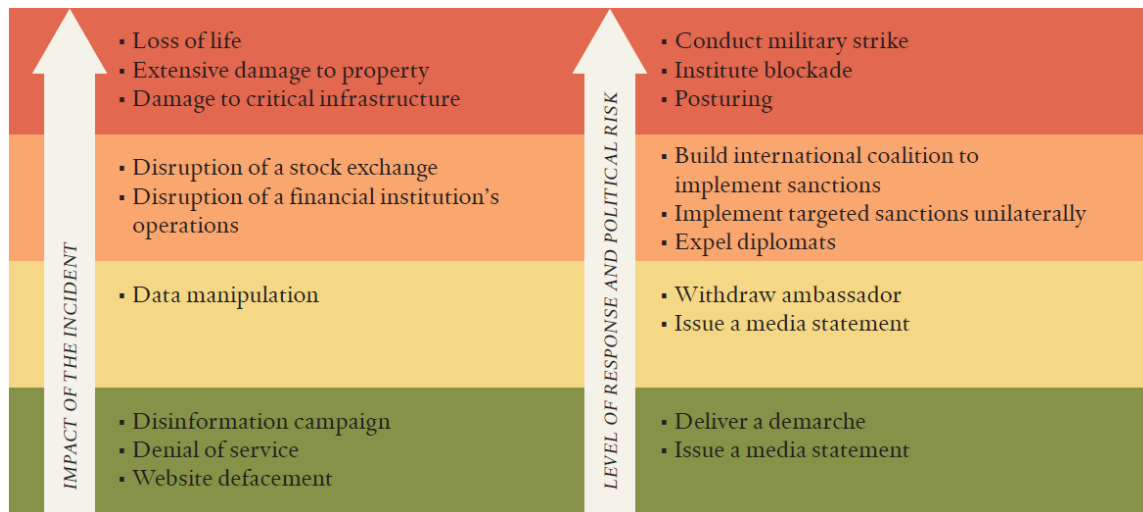 IMPACT OF THE INCIDENT
▪ Loss of life
▪ Extensive damage to property
▪ Damage to critical infrastructure
▪ Disruption of a stock exchange
▪ Disruption of a financial institution’s
operations
▪ Data manipulation
▪ Disinformation campaign
▪ Denial of service
▪ Website defacement
LEVEL OF RESPONSE AND POLITICAL RISK
▪ Conduct military strike
▪ Institute blockade
▪ Posturing
▪ Build international coalition to
implement sanctions
▪ Implement targeted sanctions unilaterally
▪ Expel diplomats
▪ Withdraw ambassador
▪ Issue a media statement
▪ Deliver a demarche
▪ Issue a media statement